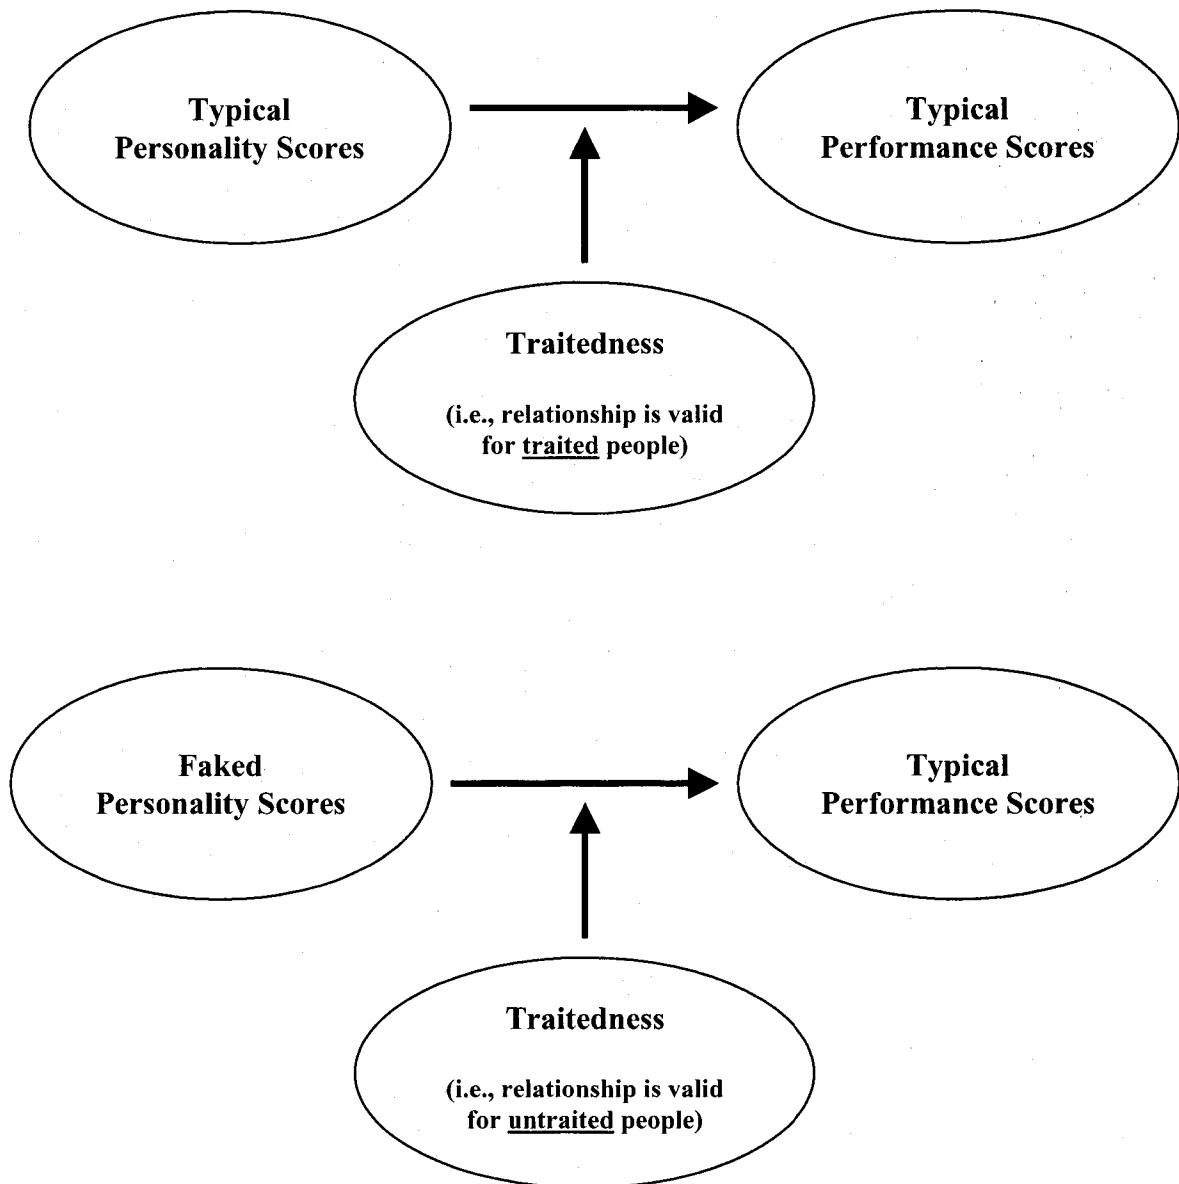 Typical
Personality Scores
Typical
Performance Scores
Traitedness
(i.e., relationship is valid
for traited people)
Faked
Personality Scores
Typical
Performance Scores
Traitedness
(i.e., relationship is valid
for untraited people)